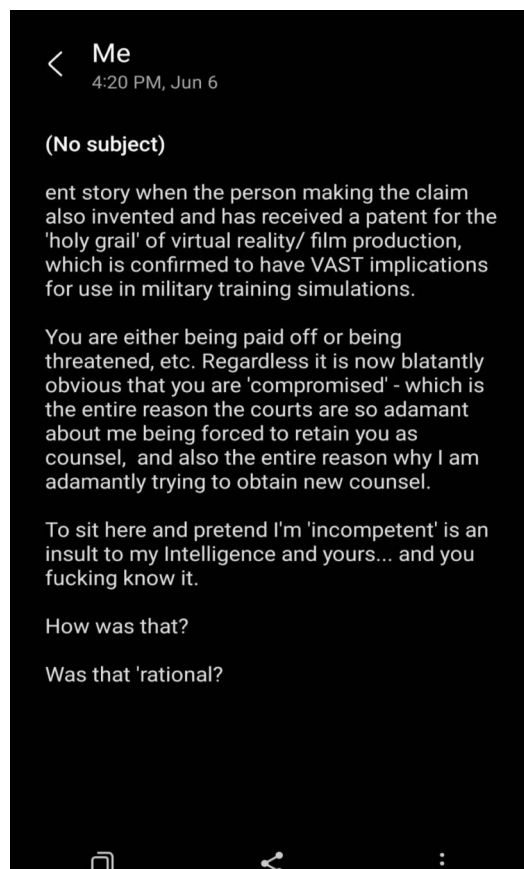 Me
4:20 PM, Jun 6
(No subject)
ent story when the person making the claim
also invented and has received a patent for the
'holy grail' of virtual reality/ film production,
which is confirmed to have VAST implications
for use in military training simulations.
You are either being paid off or being
threatened, etc. Regardless it is now blatantly
obvious that you are 'compromised' - which is
the entire reason the courts are so adamant
about me being forced to retain you as
counsel,  and also the entire reason why I am
adamantly trying to obtain new counsel.
To sit here and pretend I'm 'incompetent' is an
insult to my Intelligence and yours... and you
fucking know it.
How was that?
Was that 'rational?